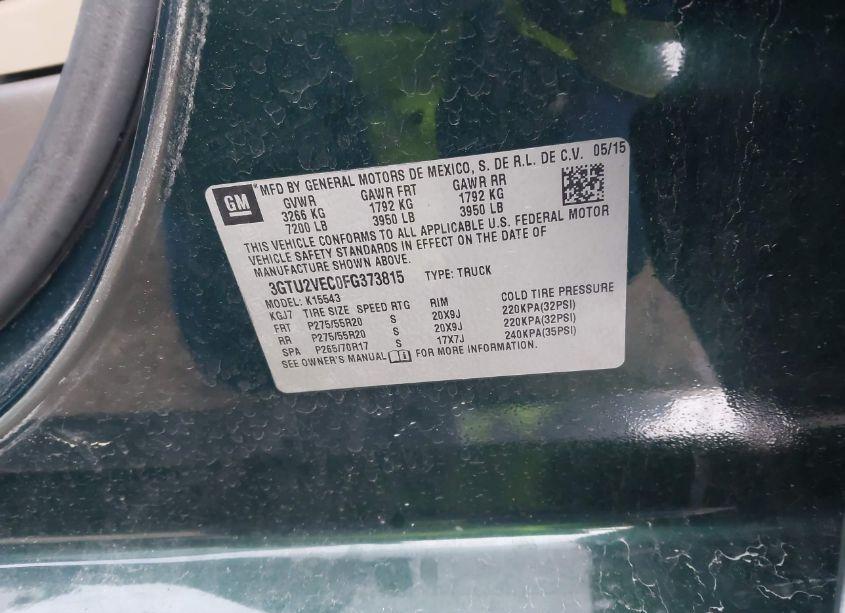 GM MFD BY GENERAL MOTORS DE MEXICO, S. DE R.L. DE C.V. 05/15
GVWR GAWR FRT GAWR RR
3266 KG 1792 KG 1792 KG
7200 LB 3950 LB 3950 LB
THIS VEHICLE CONFORMS TO ALL APPLICABLE U.S. FEDERAL MOTOR
VEHICLE SAFETY STANDARDS IN EFFECT ON THE DATE OF
MANUFACTURE SHOWN ABOVE.
3GTU2VEC0FG373815 TYPE: TRUCK
MODEL: K15543
KGJ7 TIRE SIZE SPEED RTG RIM COLD TIRE PRESSURE
FRT P275/55R20 S 20X9J 220KPA(32PSI)
RR P275/55R20 S 20X9J 220KPA(32PSI)
SPA P265/70R17 S 17X7J 240KPA(35PSI)
SEE OWNER'S MANUAL FOR MORE INFORMATION.